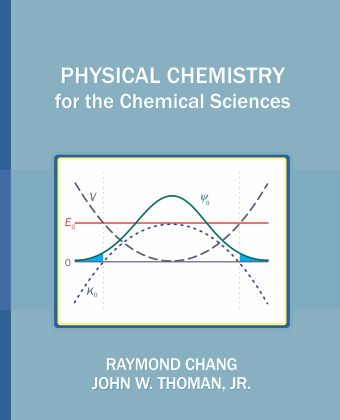 PHYSICAL CHEMISTRY
for the Chemical Sciences
V
ψ₀
E₀
0
K₀
RAYMOND CHANG
JOHN W. THOMAN, JR.